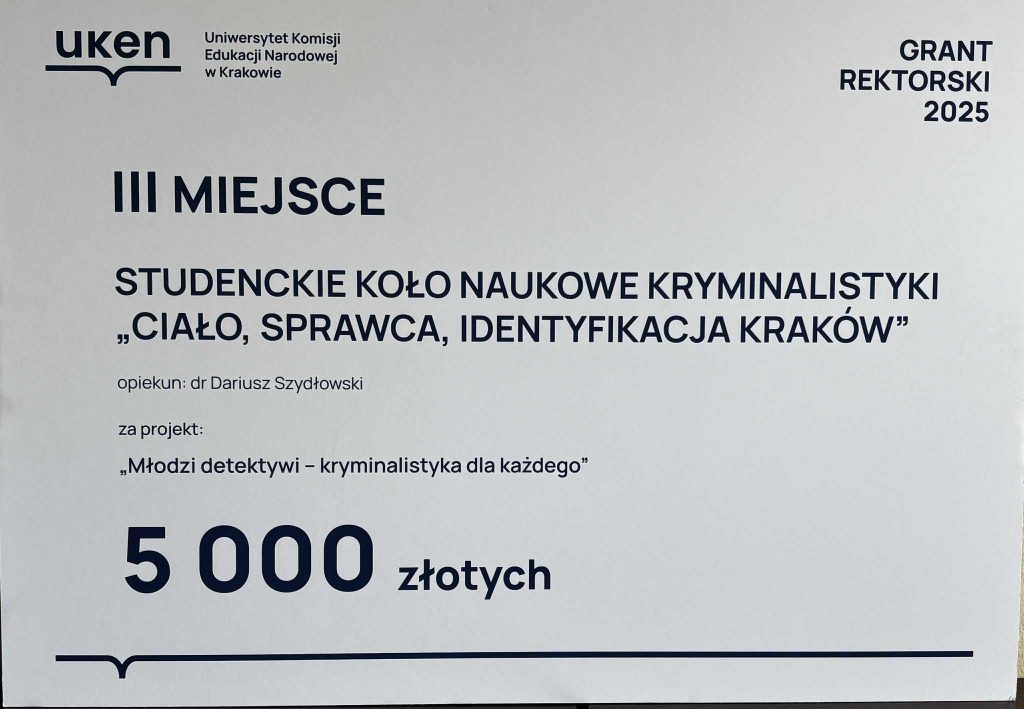 uken
Uniwersytet Komisji
Edukacji Narodowej
w Krakowie
GRANT
REKTORSKI
2025
III MIEJSCE
STUDENCKIE KOŁO NAUKOWE KRYMINALISTYKI
„CIAŁO, SPRAWCA, IDENTYFIKACJA KRAKÓW”
opiekun: dr Dariusz Szydłowski
za projekt:
„Młodzi detektywi – kryminalistyka dla każdego”
5 000 złotych